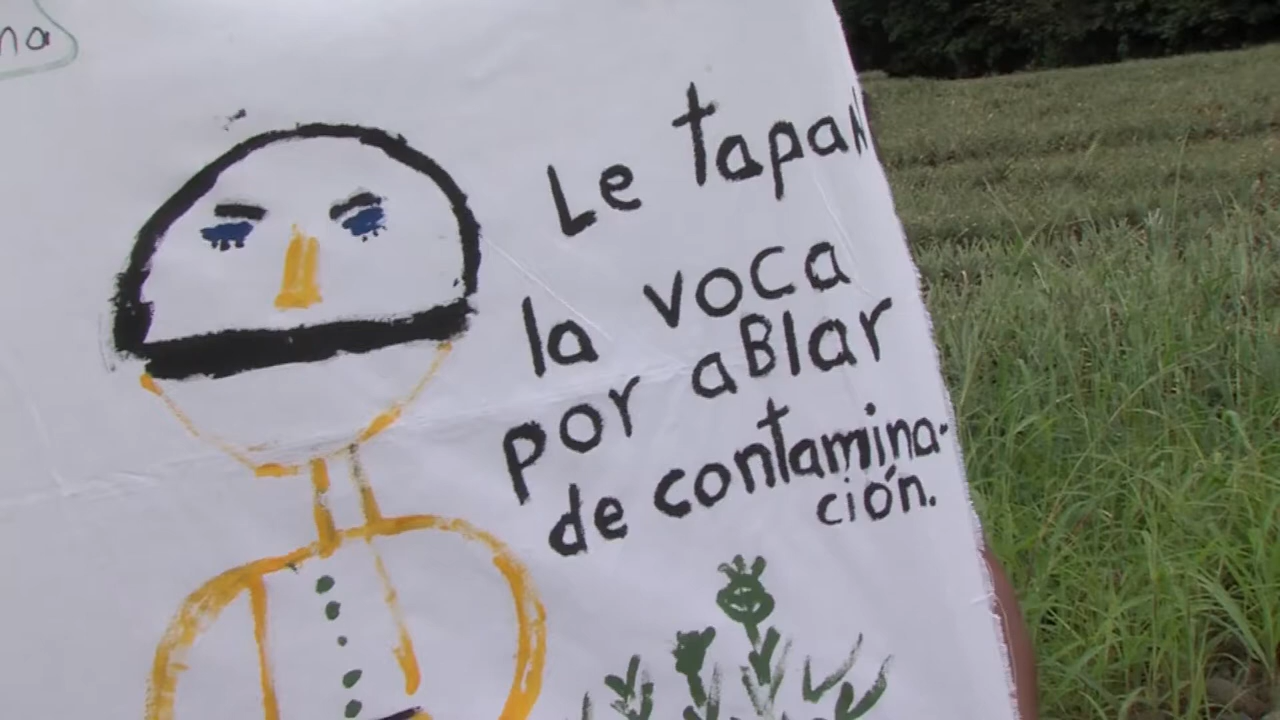 Le tapaN
la voca
por aBlar
de contamina-
ción.